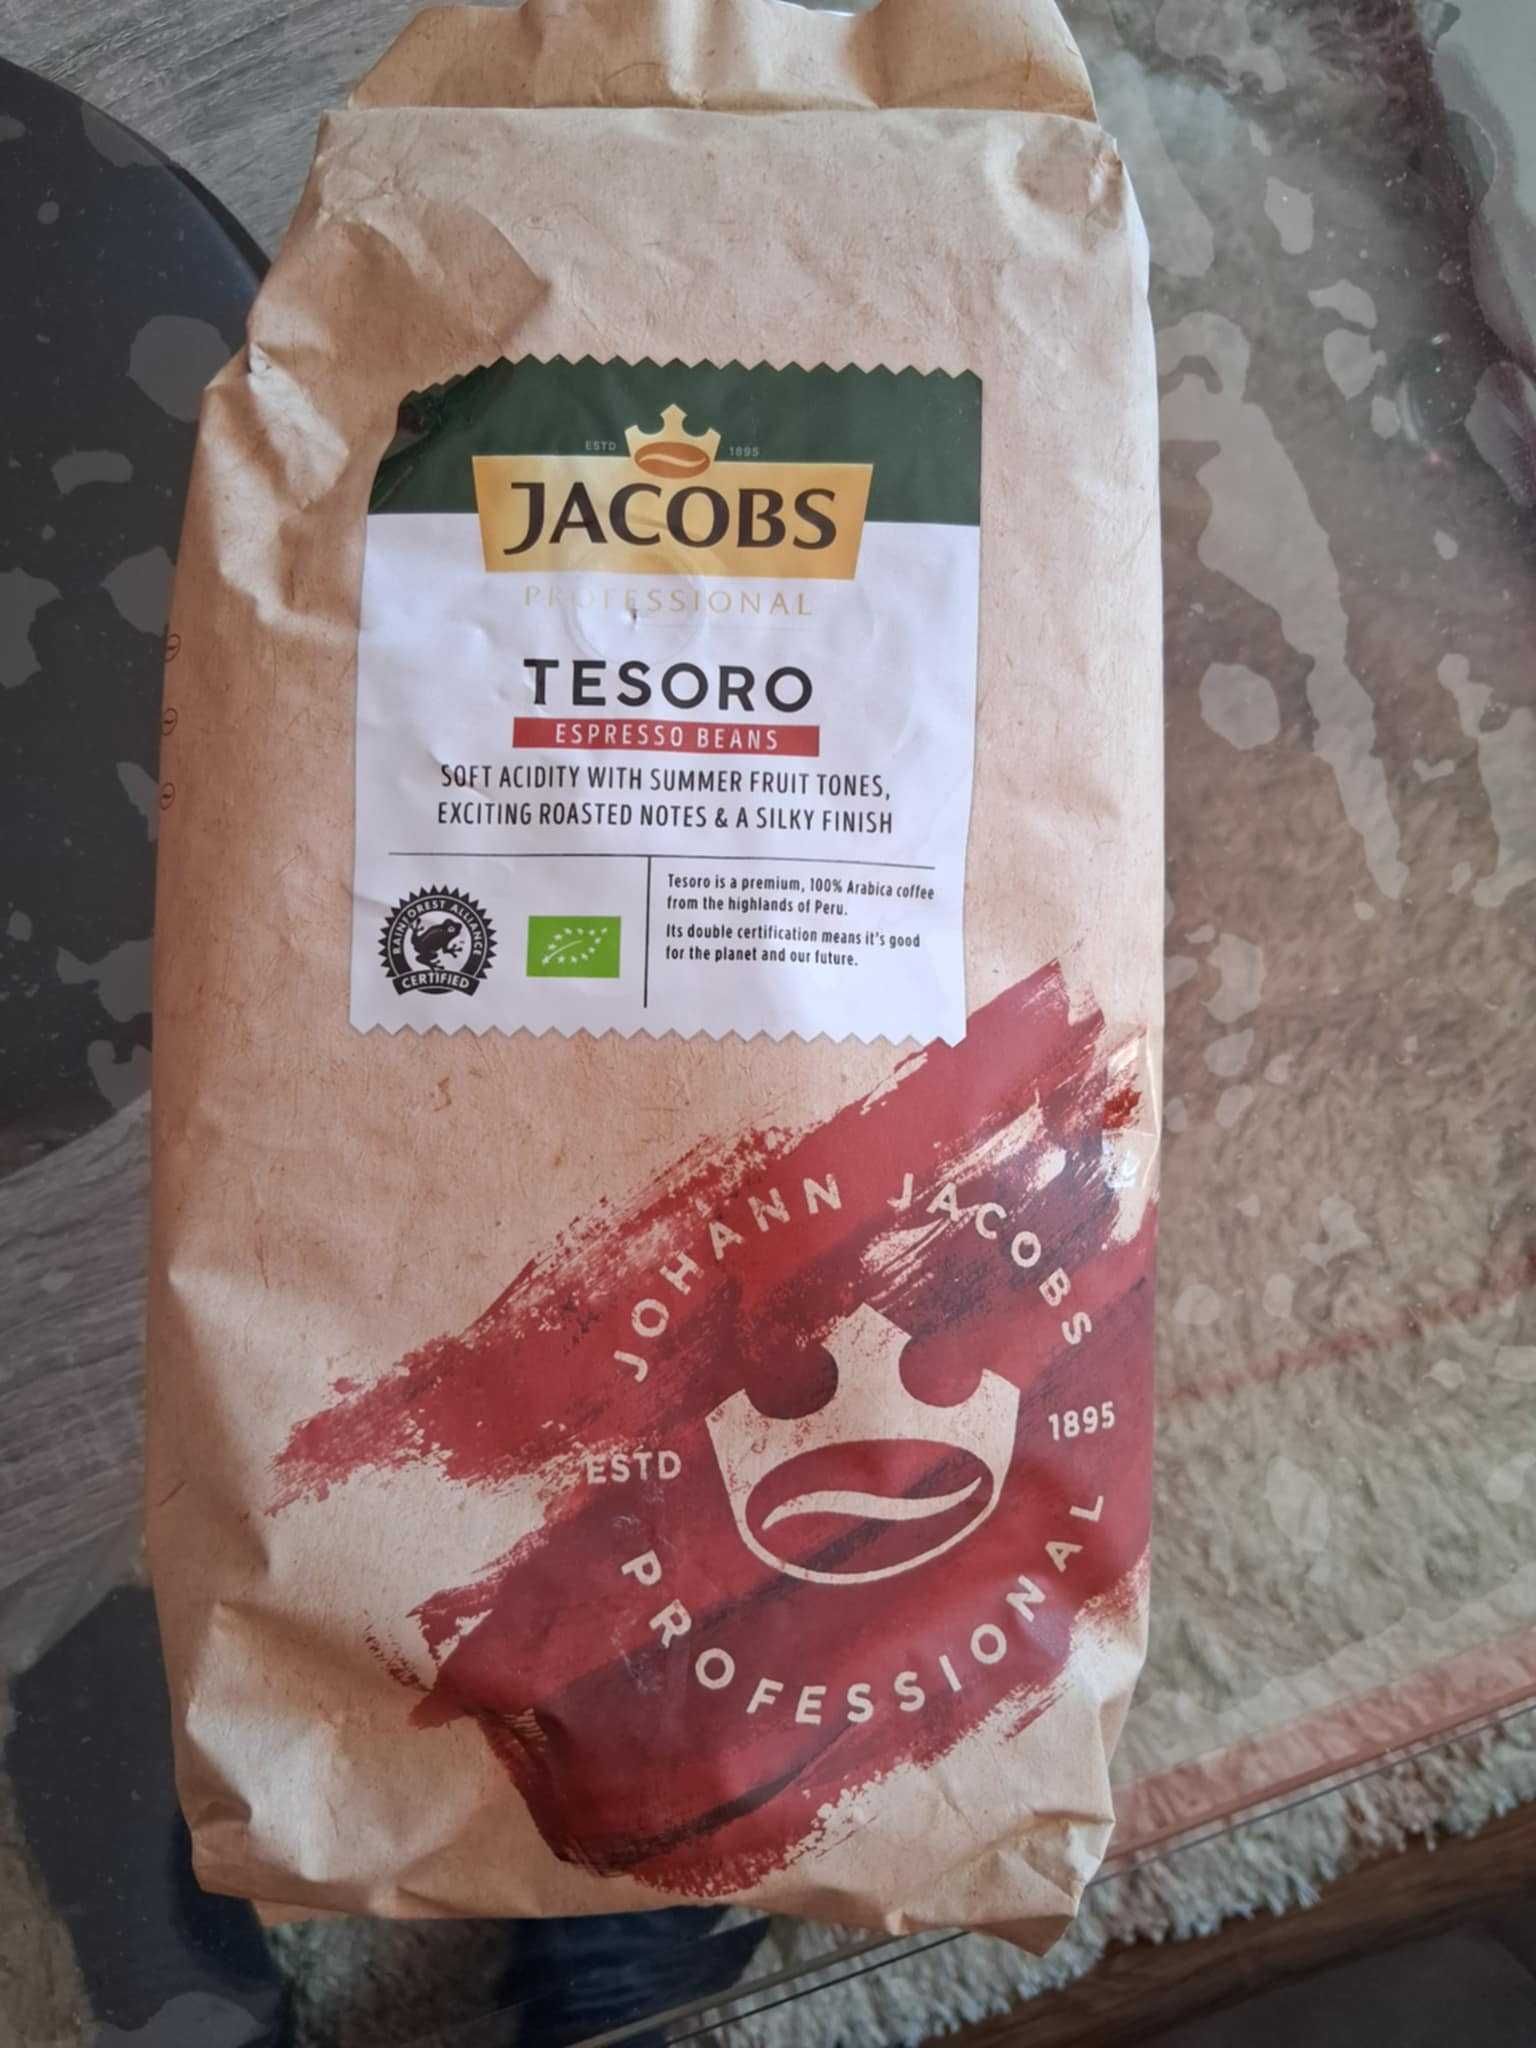 ESTD 1895
JACOBS
PROFESSIONAL
TESORO
ESPRESSO BEANS
SOFT ACIDITY WITH SUMMER FRUIT TONES,
EXCITING ROASTED NOTES & A SILKY FINISH
RAINFOREST ALLIANCE
CERTIFIED
Tesoro is a premium, 100% Arabica coffee
from the highlands of Peru.
Its double certification means it's good
for the planet and our future.
JOHANN JACOBS
ESTD 1895
PROFESSIONAL